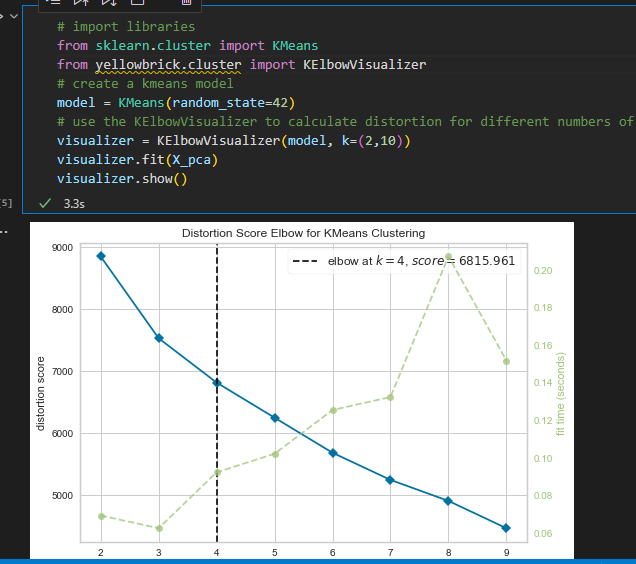 # import libraries
from sklearn.cluster import KMeans
from yellowbrick.cluster import KElbowVisualizer
# create a kmeans model
model = KMeans(random_state=42)
# use the KElbowVisualizer to calculate distortion for different numbers of
visualizer = KElbowVisualizer(model, k=(2,10))
visualizer.fit(X_pca)
visualizer.show()
[5]
3.3s
Distortion Score Elbow for KMeans Clustering
elbow at k = 4, score = 6815.961
distortion score
9000
8000
7000
6000
5000
fit time (seconds)
0.20
0.18
0.16
0.14
0.12
0.10
0.08
0.06
2 3 4 5 6 7 8 9